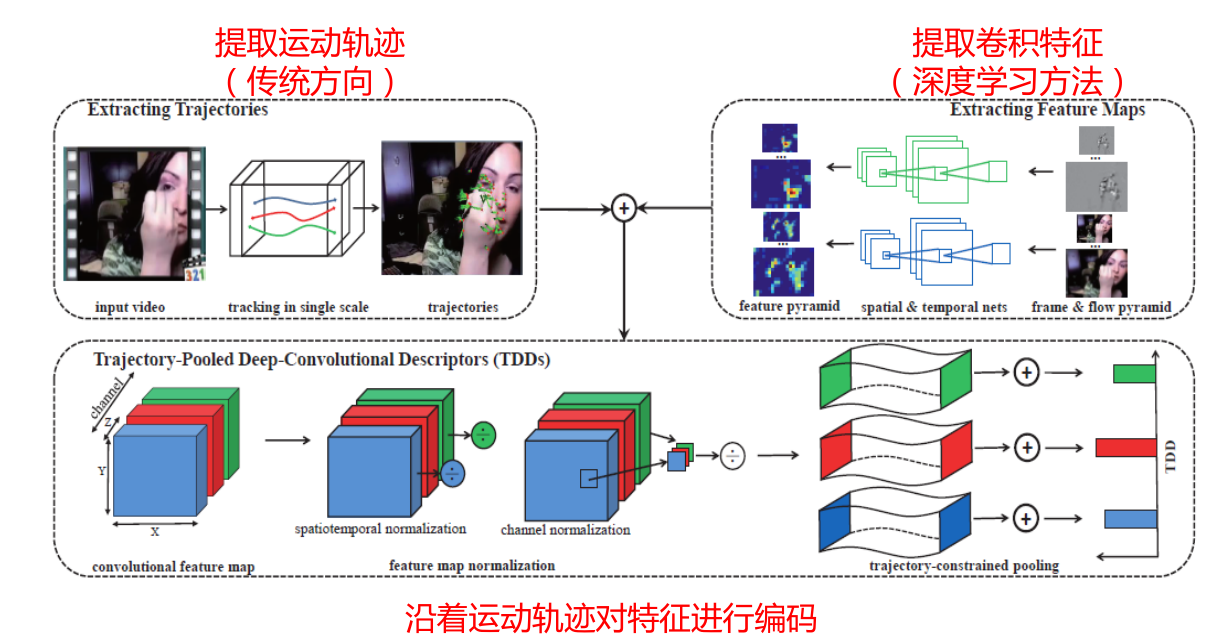 提取运动轨迹
（传统方向）
提取卷积特征
（深度学习方法）
Extracting Trajectories
321
input video
tracking in single scale
trajectories
Extracting Feature Maps
...
...
...
...
feature pyramid
spatial & temporal nets
frame & flow pyramid
+
Trajectory-Pooled Deep-Convolutional Descriptors (TDDs)
channel
Z
Y
X
convolutional feature map
÷
÷
spatiotemporal normalization
÷
channel normalization
feature map normalization
+
+
+
trajectory-constrained pooling
TDD
沿着运动轨迹对特征进行编码